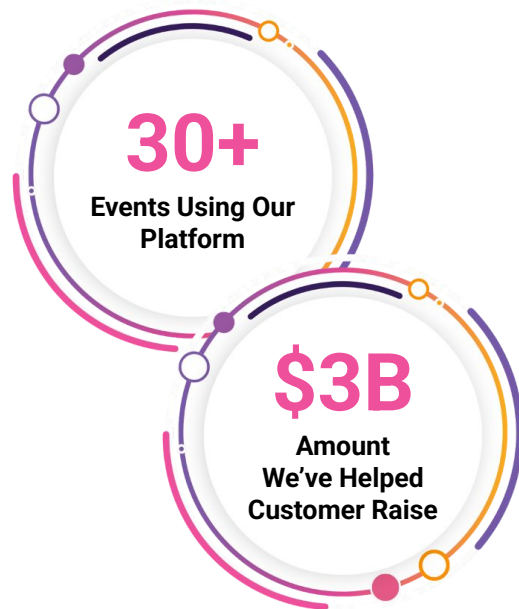 30+
Events Using Our
Platform
$3B
Amount
We’ve Helped
Customer Raise